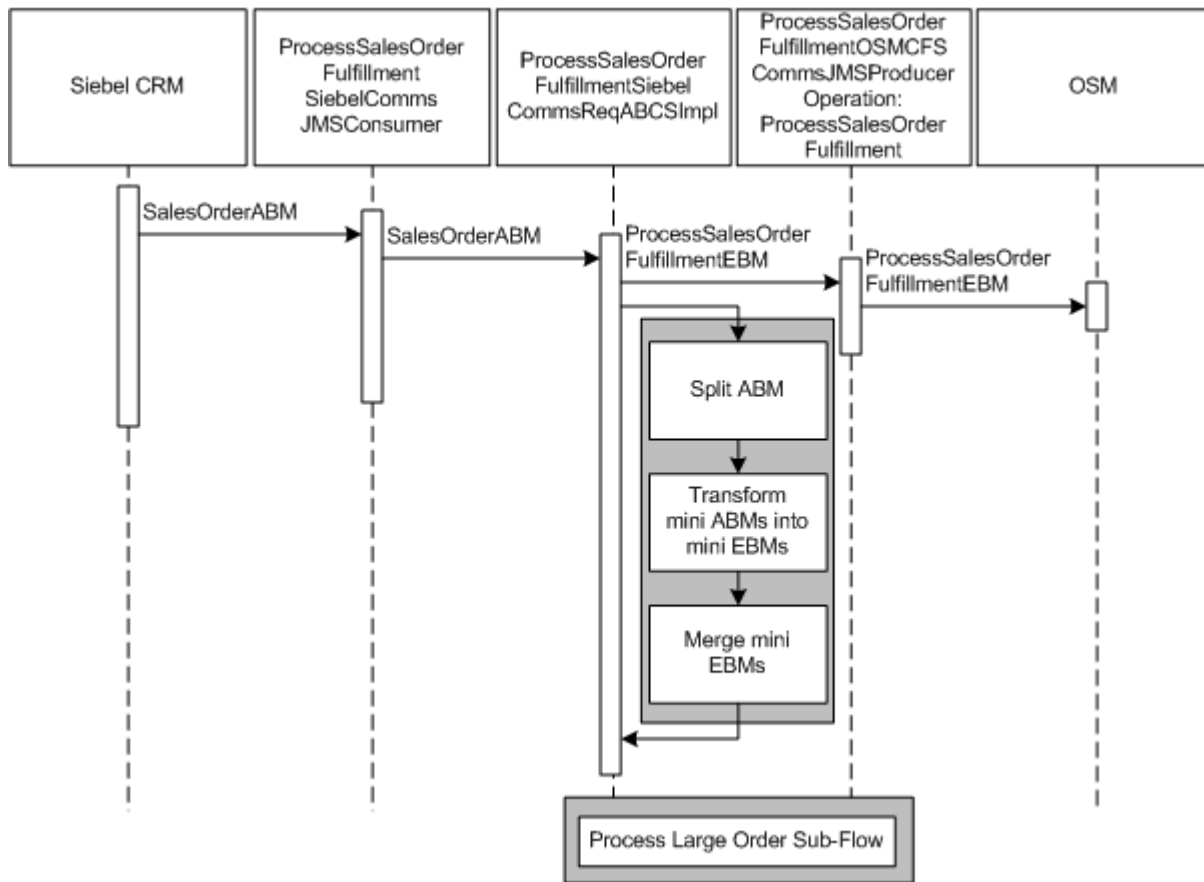 Siebel CRM
ProcessSalesOrder
Fulfillment
SiebelComms
JMSConsumer
ProcessSalesOrder
FulfillmentSiebel
CommsReqABCSImpl
ProcessSalesOrder
FulfillmentOSMCFS
CommsJMSProducer
Operation:
ProcessSalesOrder
Fulfillment
OSM
SalesOrderABM
SalesOrderABM
ProcessSalesOrder
FulfillmentEBM
ProcessSalesOrder
FulfillmentEBM
Split ABM
Transform
mini ABMs into
mini EBMs
Merge mini
EBMs
Process Large Order Sub-Flow